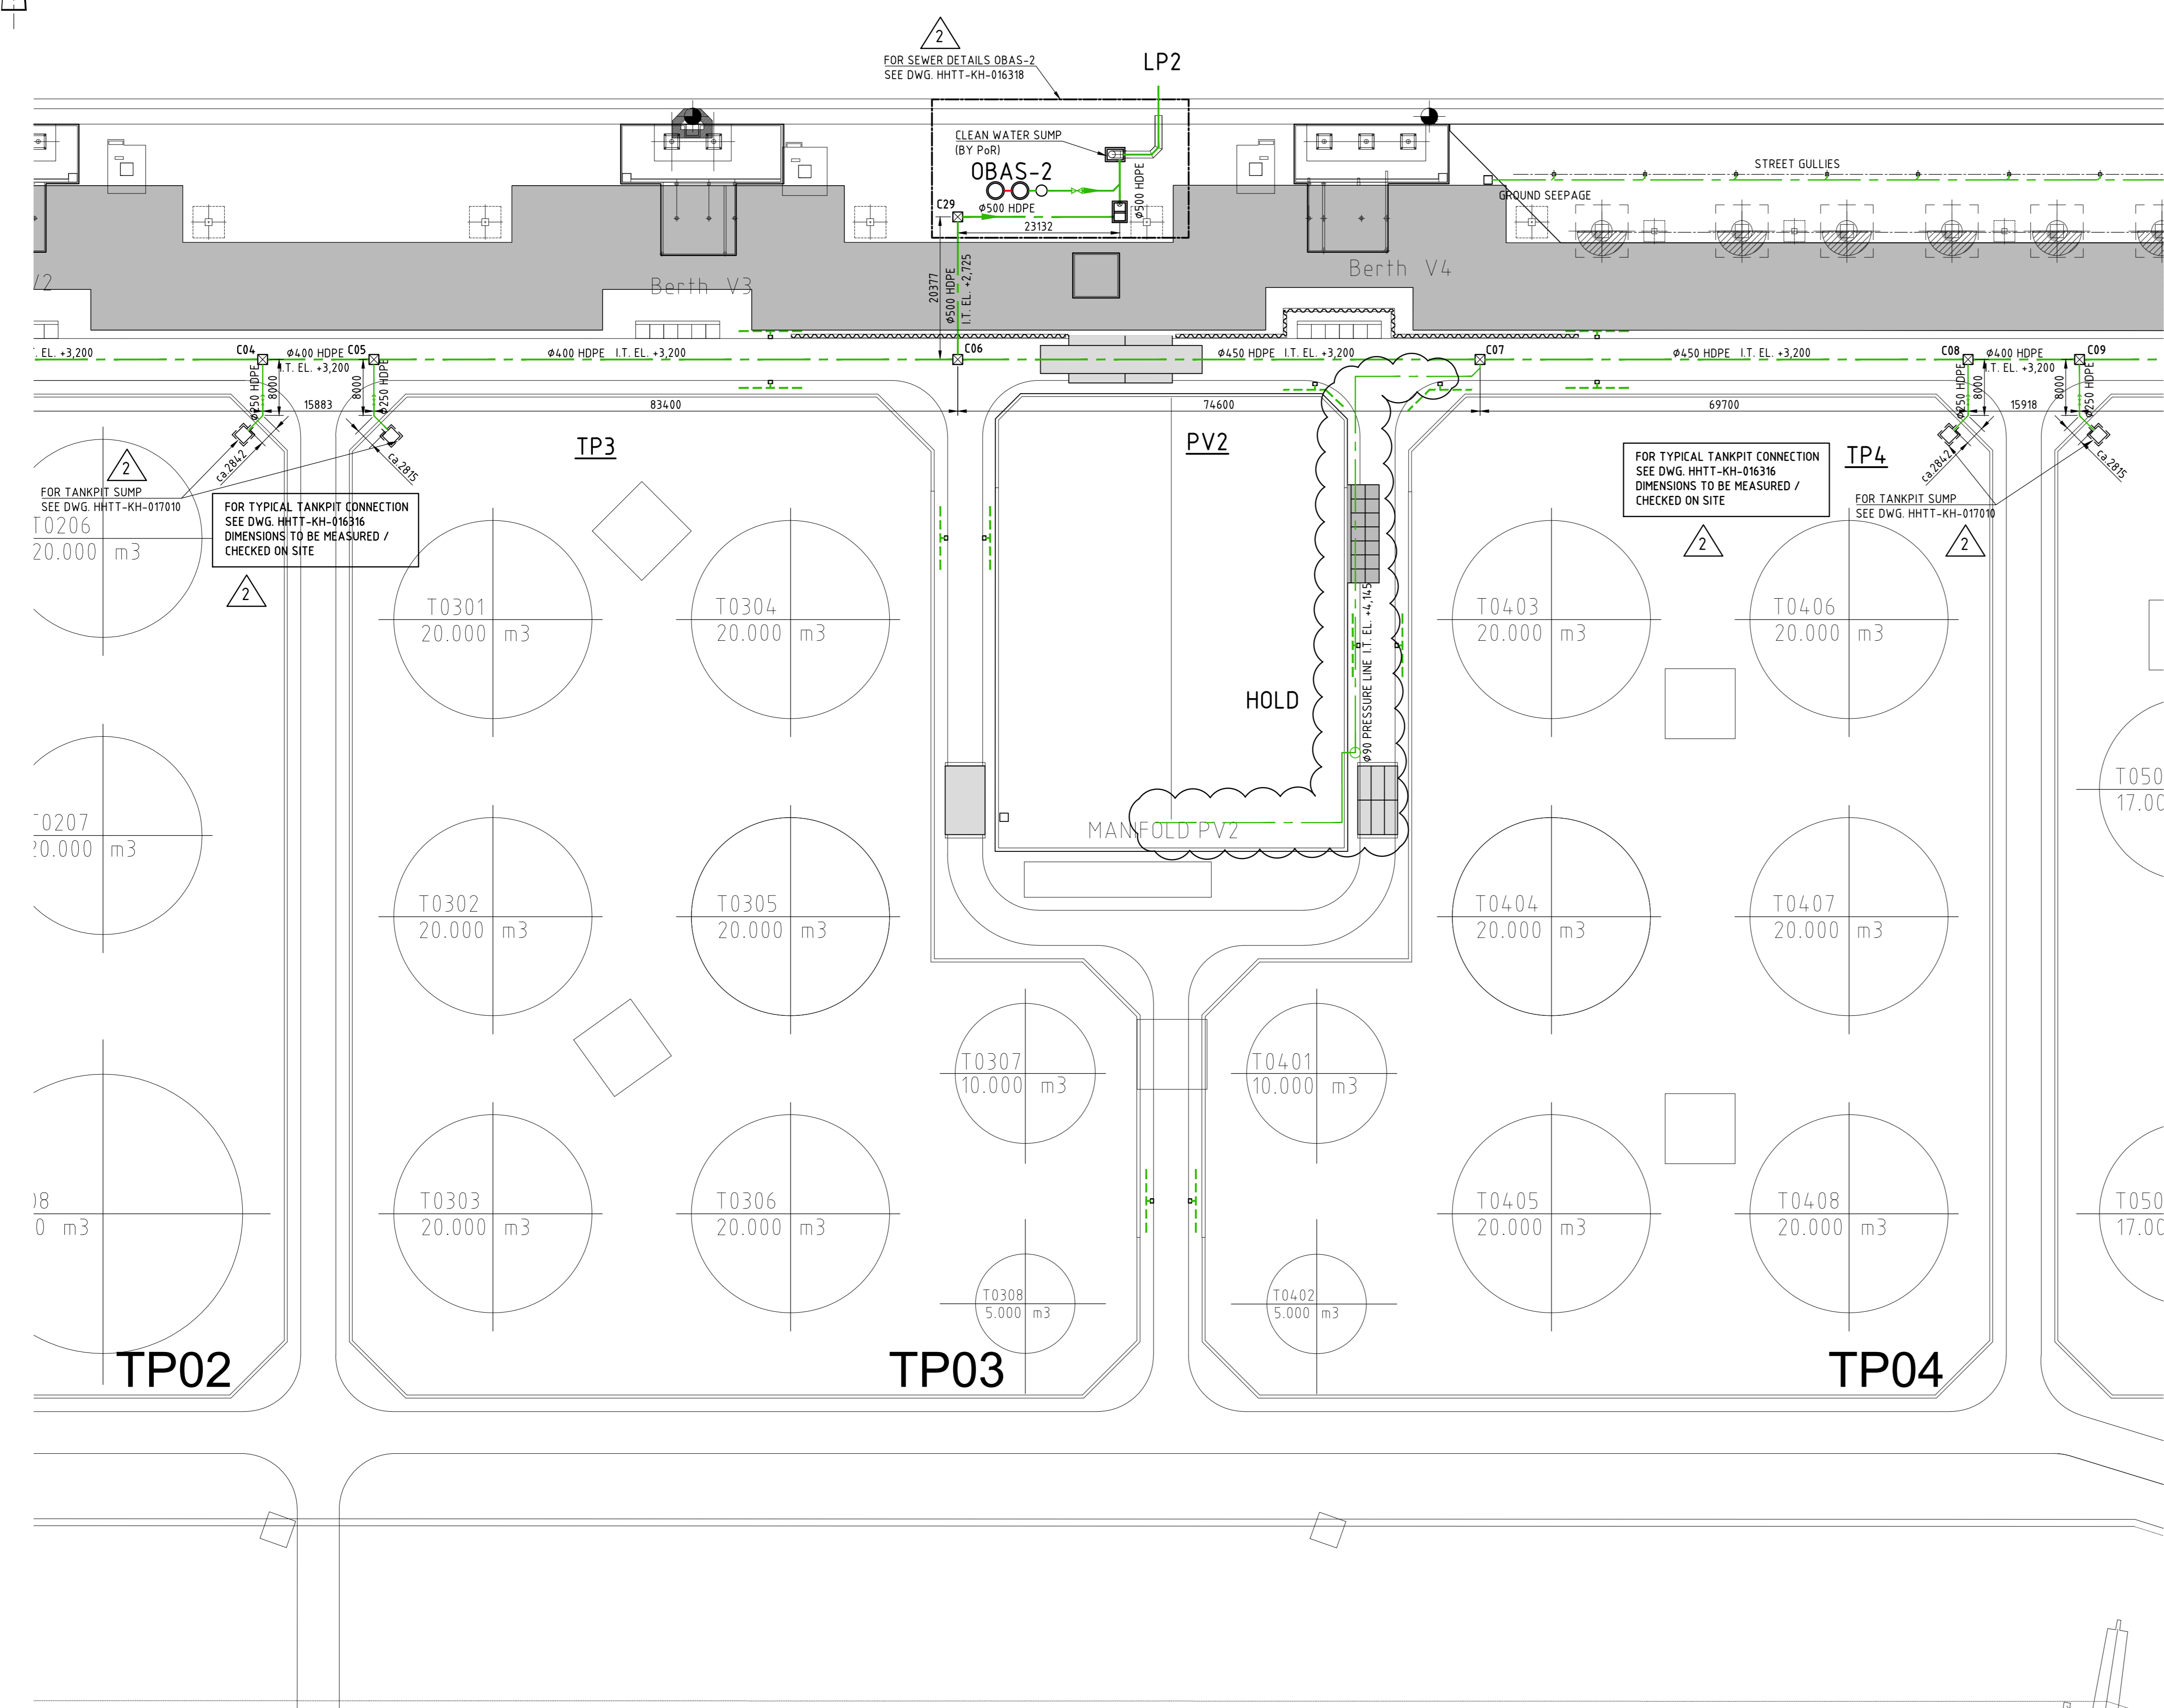 2
FOR SEWER DETAILS OBAS-2
SEE DWG. HHTT-KH-016318
LP2
CLEAN WATER SUMP
(BY PoR)
OBAS-2
C29
Ø500 HDPE
23132
Ø500 HDPE
STREET GULLIES
GROUND SEEPAGE
Berth V3
Berth V4
20377
Ø500 HDPE
I.T. EL. +2,725
EL. +3,200
C04
Ø400 HDPE
I.T. EL. +3,200
C05
Ø400 HDPE I.T. EL. +3,200
C06
Ø450 HDPE I.T. EL. +3,200
C07
Ø450 HDPE I.T. EL. +3,200
C08
Ø400 HDPE
I.T. EL. +3,200
C09
Ø250 HDPE
8000
15883
8000
Ø250 HDPE
83400
74600
69700
Ø250 HDPE
8000
15918
8000
Ø250 HDPE
ca.2842
ca.2815
ca.2842
ca.2815
TP3
PV2
TP4
2
FOR TANKPIT SUMP
SEE DWG. HHTT-KH-017010
FOR TYPICAL TANKPIT CONNECTION
SEE DWG. HHTT-KH-016316
DIMENSIONS TO BE MEASURED /
CHECKED ON SITE
2
FOR TYPICAL TANKPIT CONNECTION
SEE DWG. HHTT-KH-016316
DIMENSIONS TO BE MEASURED /
CHECKED ON SITE
2
FOR TANKPIT SUMP
SEE DWG. HHTT-KH-017010
2
T0206
20.000 m3
T0301
20.000 m3
T0304
20.000 m3
T0403
20.000 m3
T0406
20.000 m3
HOLD
Ø90 PRESSURE LINE I.T. EL. +4,145
T0207
20.000 m3
MANIFOLD PV2
T050
17.00
T0302
20.000 m3
T0305
20.000 m3
T0404
20.000 m3
T0407
20.000 m3
T0307
10.000 m3
T0401
10.000 m3
08
0 m3
T0303
20.000 m3
T0306
20.000 m3
T0405
20.000 m3
T0408
20.000 m3
T050
17.00
T0308
5.000 m3
T0402
5.000 m3
TP02
TP03
TP04